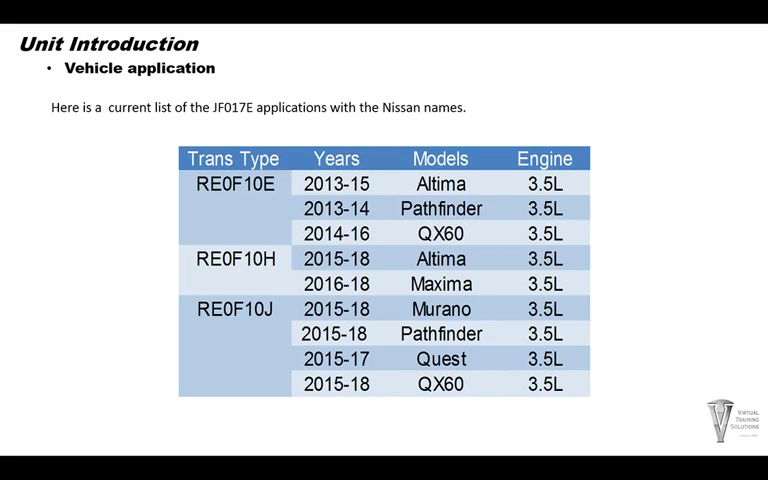 Unit Introduction
• Vehicle application
Here is a current list of the JF017E applications with the Nissan names.
Trans Type Years Models Engine
RE0F10E 2013-15 Altima 3.5L
2013-14 Pathfinder 3.5L
2014-16 QX60 3.5L
RE0F10H 2015-18 Altima 3.5L
2016-18 Maxima 3.5L
RE0F10J 2015-18 Murano 3.5L
2015-18 Pathfinder 3.5L
2015-17 Quest 3.5L
2015-18 QX60 3.5L
VIRTUAL
TRAINING
SOLUTIONS